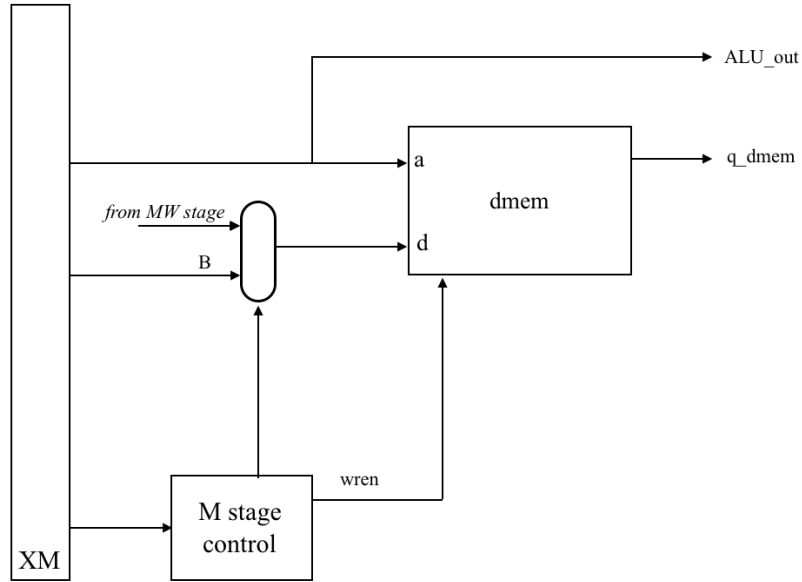 ALU_out
a
q_dmem
dmem
from MW stage
d
B
wren
M stage
control
XM